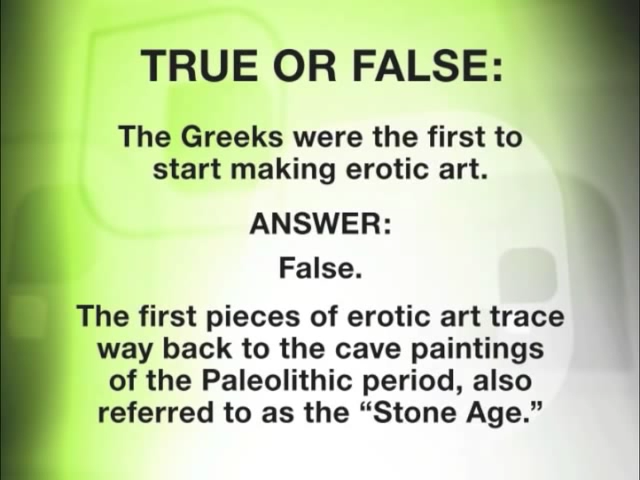 TRUE OR FALSE:
The Greeks were the first to
start making erotic art.
ANSWER:
False.
The first pieces of erotic art trace
way back to the cave paintings
of the Paleolithic period, also
referred to as the “Stone Age.”